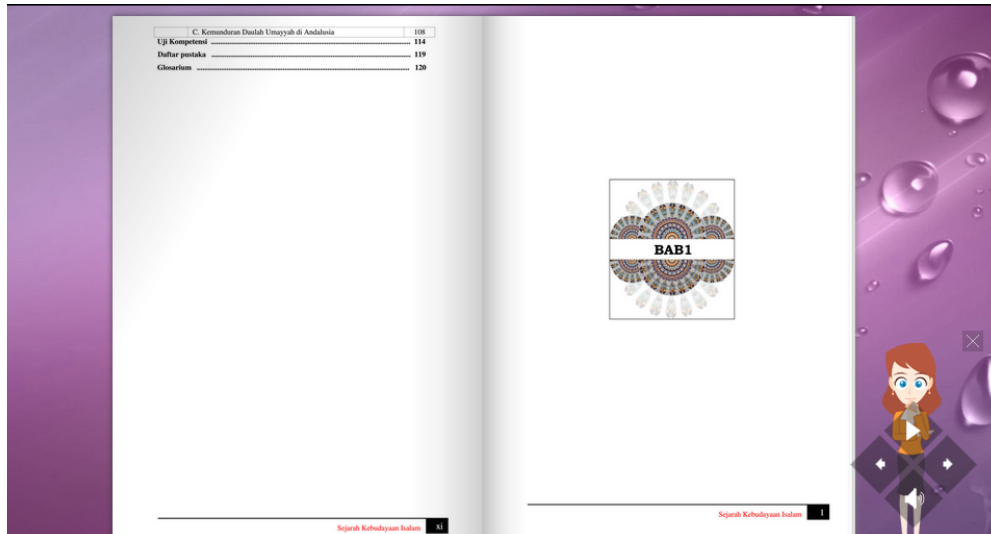 C. Kemunduran Daulah Umayyah di Andalusia 108
Uji Kompetensi ........................................................................ 114
Daftar pustaka ........................................................................ 119
Glosarium ............................................................................ 120
Sejarah Kebudayaan Isalam xi
BAB1
Sejarah Kebudayaan Isalam 1